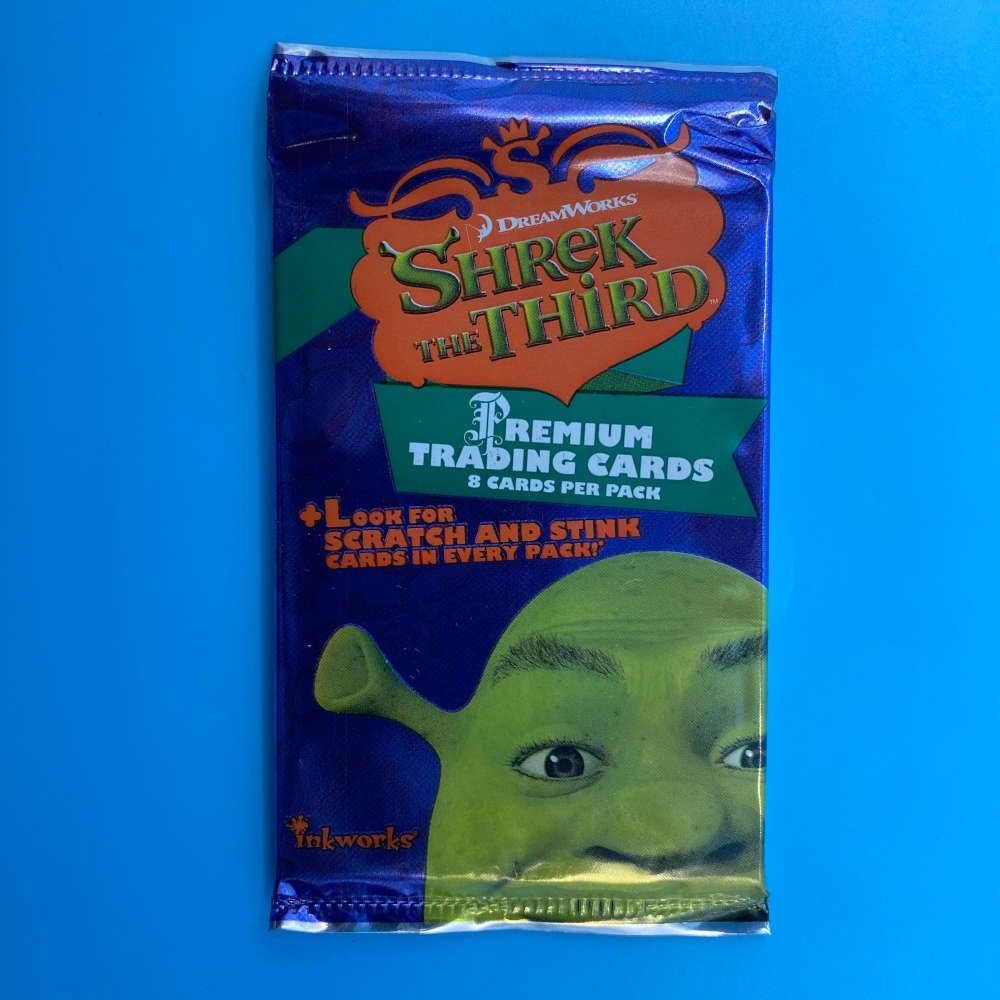 S
DREAMWORKS
SHREK
THE THIRD™
PREMIUM
TRADING CARDS
8 CARDS PER PACK
+LOOK FOR
SCRATCH AND STINK
CARDS IN EVERY PACK!*
inkworks®